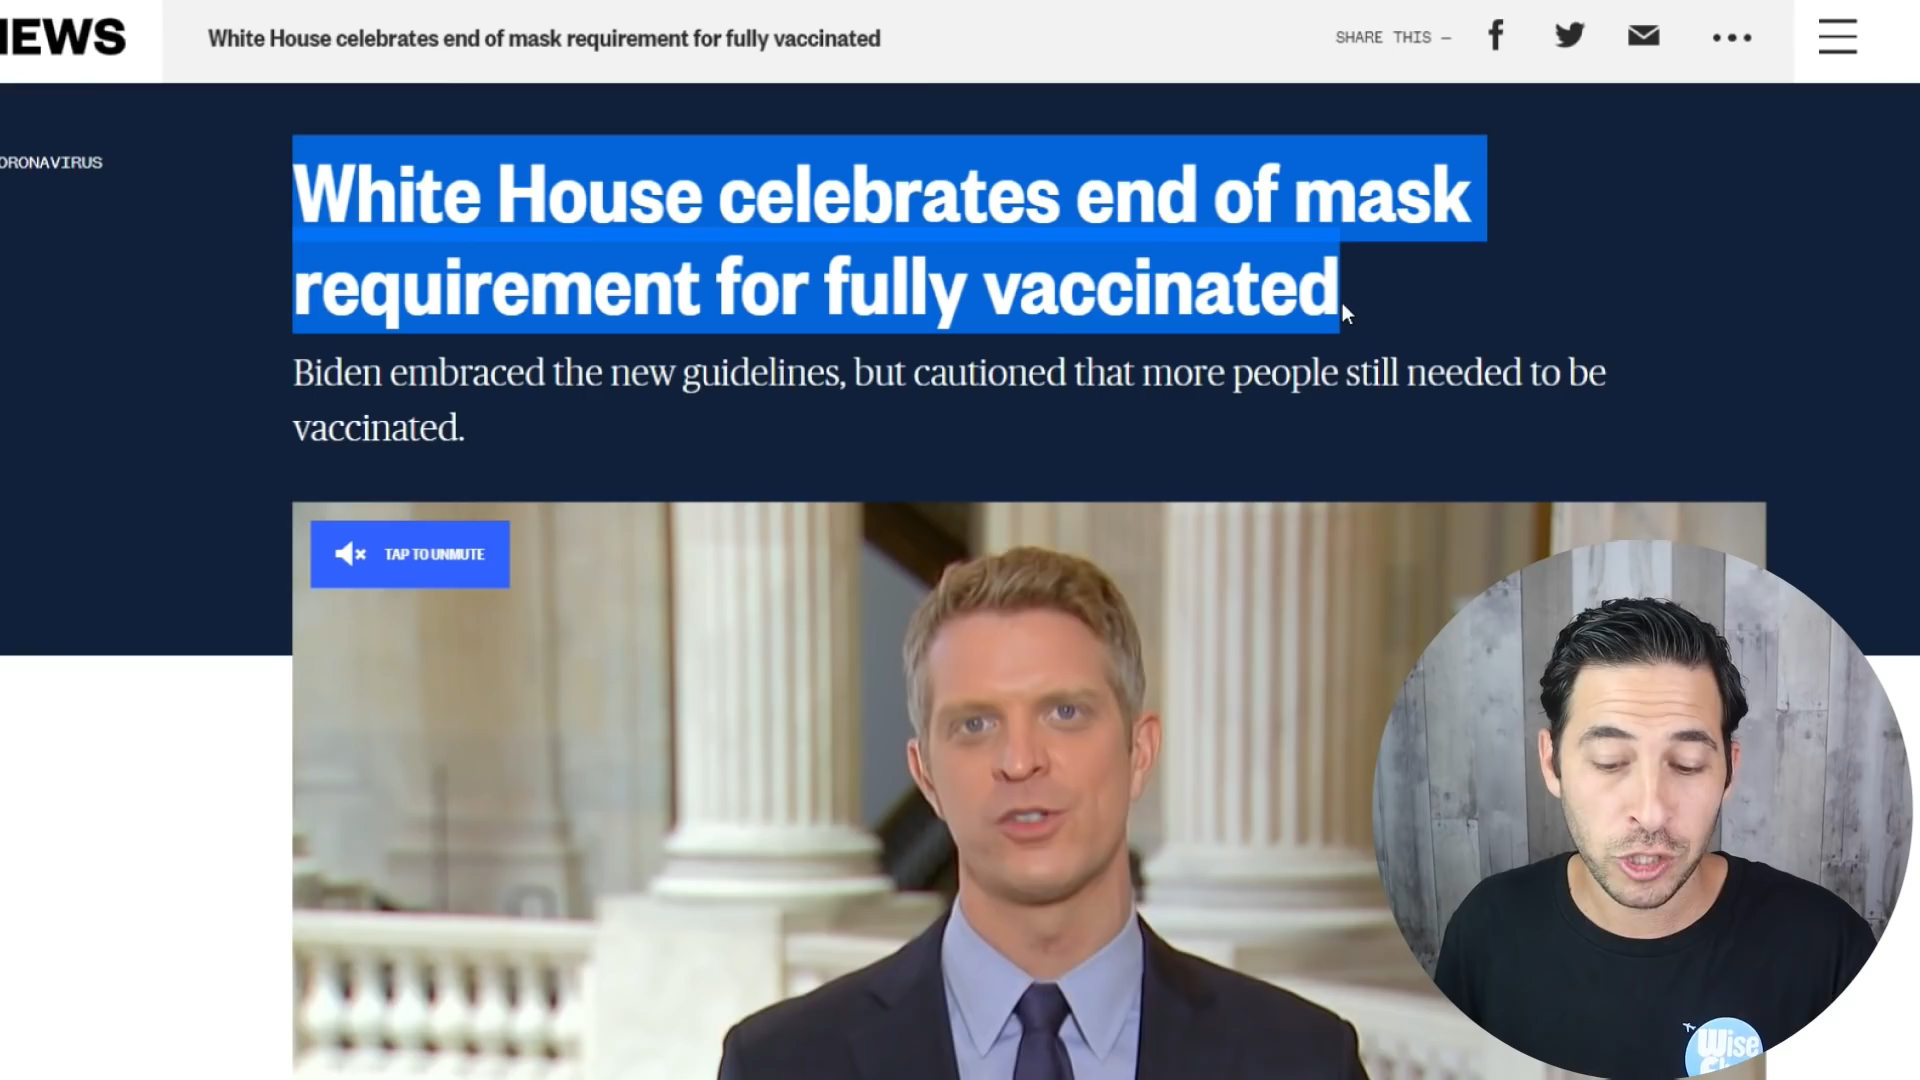 NEWS
White House celebrates end of mask requirement for fully vaccinated
SHARE THIS —
ORONAVIRUS
White House celebrates end of mask
requirement for fully vaccinated
Biden embraced the new guidelines, but cautioned that more people still needed to be
vaccinated.
TAP TO UNMUTE
Wise